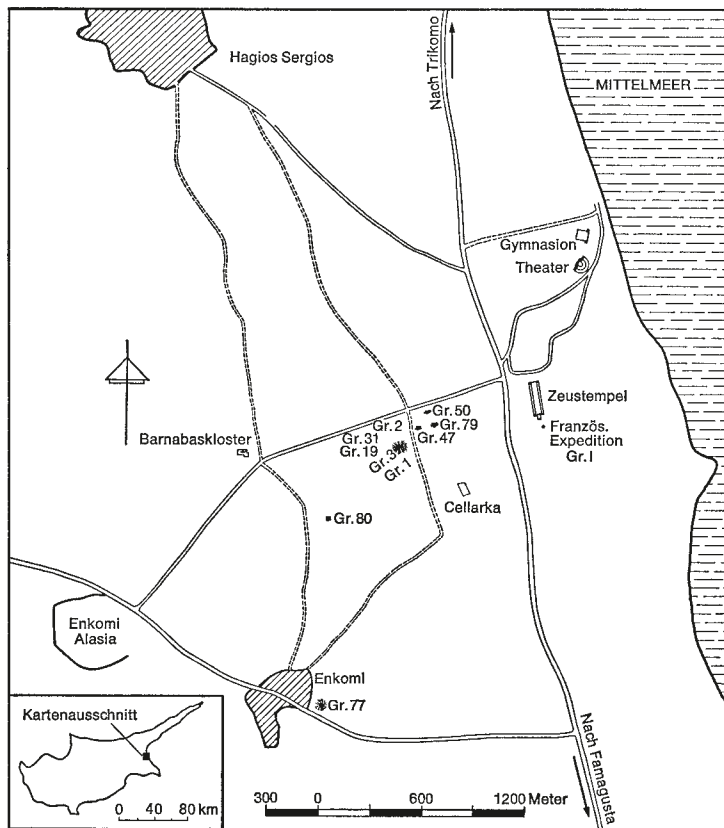 Hagios Sergios
Nach Trikomo
MITTELMEER
Gymnasion
Theater
Zeustempel
Französ.
Expedition
Gr.I
Gr.50
Gr.2
Gr.79
Gr.31
Gr.47
Gr.19
Gr.3
Gr.1
Barnabaskloster
Cellarka
Gr.80
Enkomi
Alasia
Enkomi
Gr.77
Nach Famagusta
Kartenausschnitt
0 40 80 km
300 0 600 1200 Meter